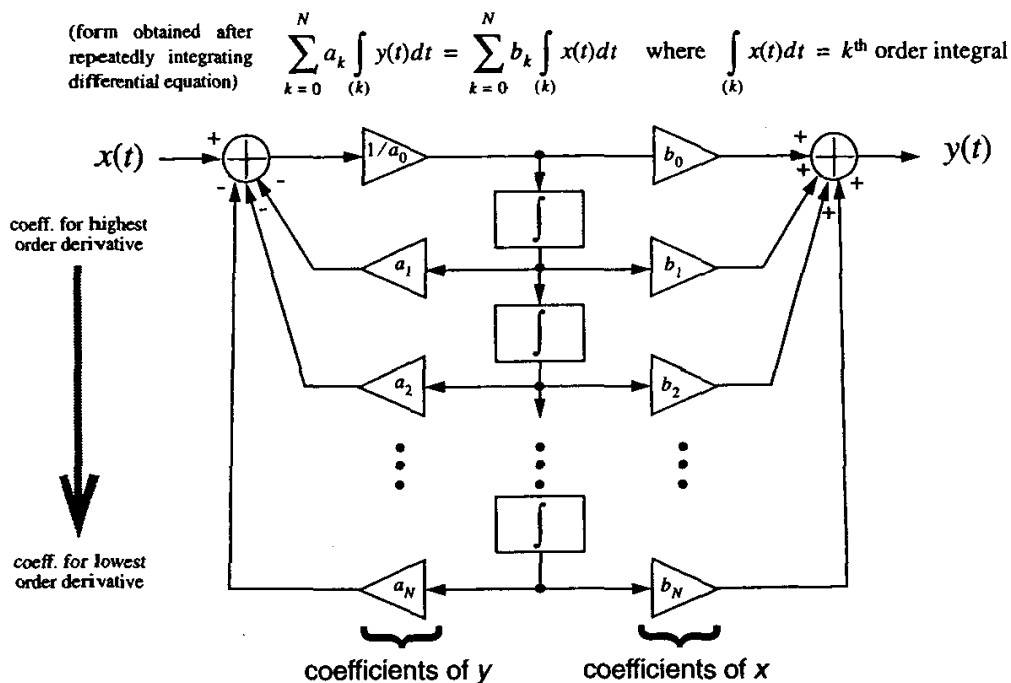 (form obtained after
repeatedly integrating
differential equation)
N ∑ k = 0 a_k ∫ (k) y(t)dt = N ∑ k = 0 b_k ∫ (k) x(t)dt where ∫ (k) x(t)dt = k^th order integral
x(t) + + 1/a_0 b_0 + + y(t)
- - - + + +
coeff. for highest
order derivative
∫
a_1 b_1
∫
a_2 b_2
∫
coeff. for lowest
order derivative
a_N b_N
coefficients of y coefficients of x